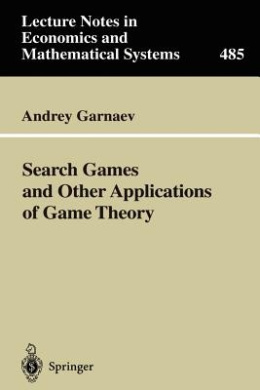 Lecture Notes in
Economics and
Mathematical Systems 485
Andrey Garnaev
Search Games
and Other Applications
of Game Theory
Springer